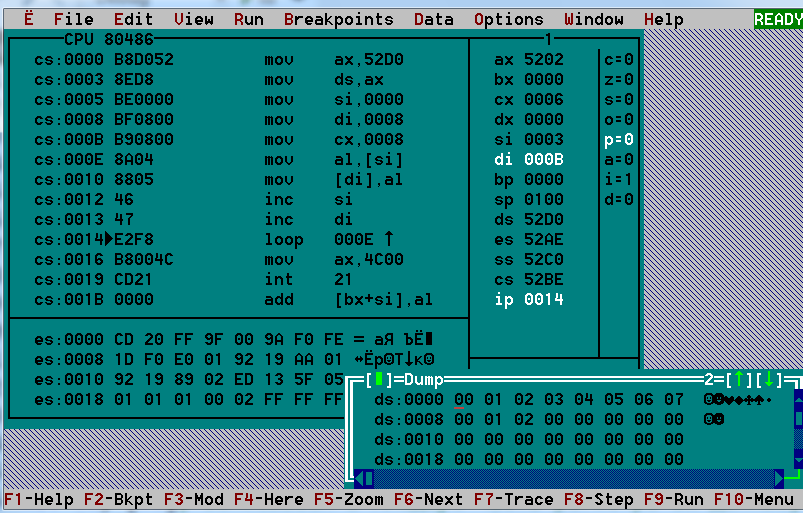 Ë File Edit View Run Breakpoints Data Options Window Help READY
CPU 80486 1
cs:0000 B8D052 mov ax,52D0 ax 5202 c=0
cs:0003 8ED8 mov ds,ax bx 0000 z=0
cs:0005 BE0000 mov si,0000 cx 0006 s=0
cs:0008 BF0800 mov di,0008 dx 0000 o=0
cs:000B B90800 mov cx,0008 si 0003 p=0
cs:000E 8A04 mov al,[si] di 000B a=0
cs:0010 8805 mov [di],al bp 0000 i=1
cs:0012 46 inc si sp 0100 d=0
cs:0013 47 inc di ds 52D0
cs:0014►E2F8 loop 000E ↑ es 52AE
cs:0016 B8004C mov ax,4C00 ss 52C0
cs:0019 CD21 int 21 cs 52BE
cs:001B 0000 add [bx+si],al ip 0014
es:0000 CD 20 FF 9F 00 9A F0 FE = аЯ ЪЁ■
es:0008 1D F0 E0 01 92 19 AA 01 ↔Ёр☺Т↓к☺
es:0010 92 19 89 02 ED 13 5F 05
es:0018 01 01 01 00 02 FF FF FF
[■]=Dump 2=[↑][↓]
ds:0000 00 01 02 03 04 05 06 07 ☺☻♥♦♣♠•
ds:0008 00 01 02 00 00 00 00 00 ☺☻
ds:0010 00 00 00 00 00 00 00 00
ds:0018 00 00 00 00 00 00 00 00
F1-Help F2-Bkpt F3-Mod F4-Here F5-Zoom F6-Next F7-Trace F8-Step F9-Run F10-Menu